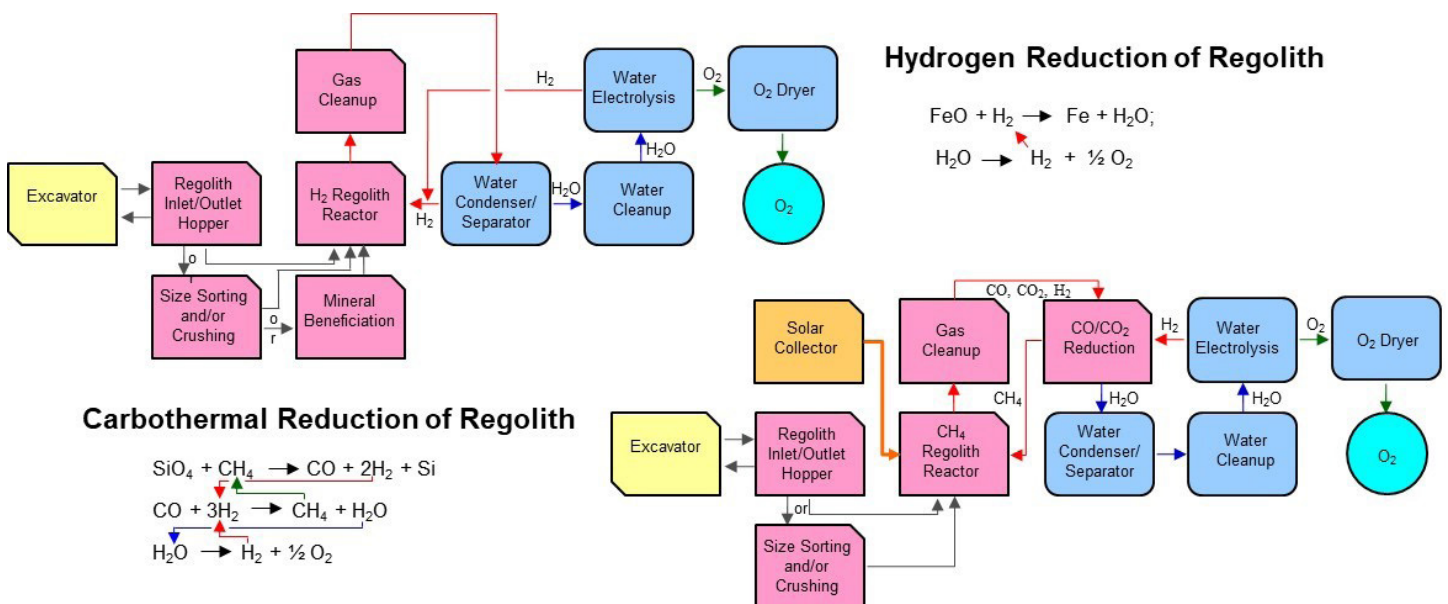 Hydrogen Reduction of Regolith
FeO + H₂ → Fe + H₂O;
H₂O → H₂ + ½ O₂
Gas
Cleanup
H₂
Water
Electrolysis
O₂
O₂ Dryer
H₂O
Excavator
Regolith
Inlet/Outlet
Hopper
H₂ Regolith
Reactor
H₂
Water
Condenser/
Separator
H₂O
Water
Cleanup
O₂
o
Size Sorting
and/or
Crushing
o
r
Mineral
Beneficiation
Carbothermal Reduction of Regolith
SiO₄ + CH₄ → CO + 2H₂ + Si
CO + 3H₂ → CH₄ + H₂O
H₂O → H₂ + ½ O₂
CO, CO₂, H₂
Solar
Collector
Gas
Cleanup
CO/CO₂
Reduction
H₂
Water
Electrolysis
O₂
O₂ Dryer
CH₄
H₂O
H₂O
Excavator
Regolith
Inlet/Outlet
Hopper
CH₄
Regolith
Reactor
Water
Condenser/
Separator
Water
Cleanup
O₂
or
Size Sorting
and/or
Crushing